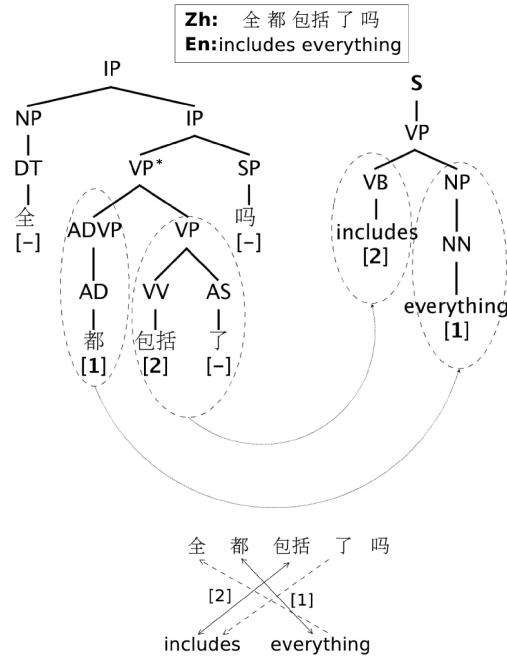 Zh: 全 都 包括 了 吗
En: includes everything
IP
S
NP IP
VP
DT VP* SP
VB NP
全 ADVP VP 吗
[–] [–]
includes NN
[2]
AD VV AS
everything
都 包括 了
[1] [2] [–]
[1]
全 都 包括 了 吗
[2] [1]
includes everything